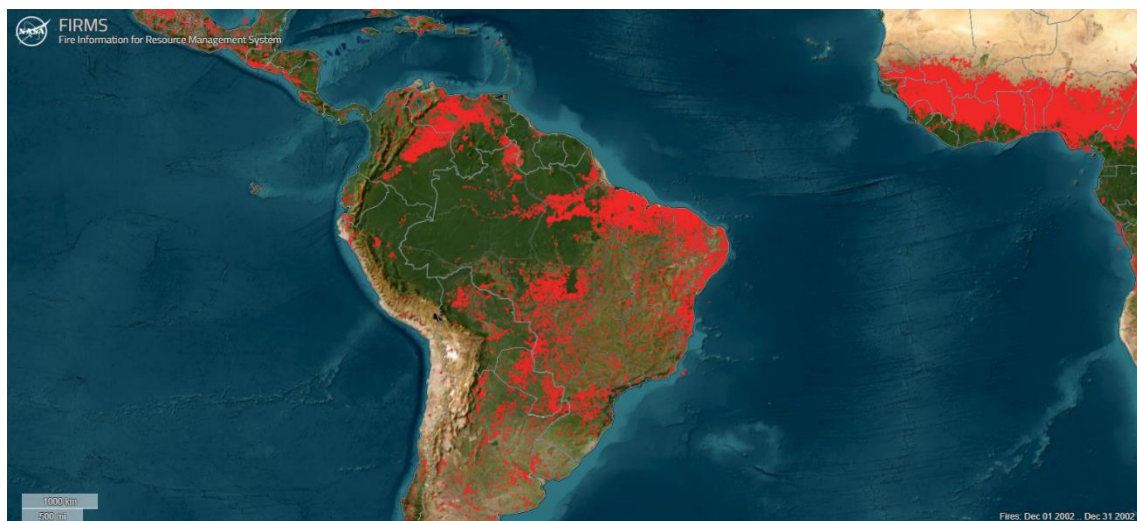 NASA
FIRMS
Fire Information for Resource Management System
1000 km
500 mi
Fires: Dec 01 2002 .. Dec 31 2002